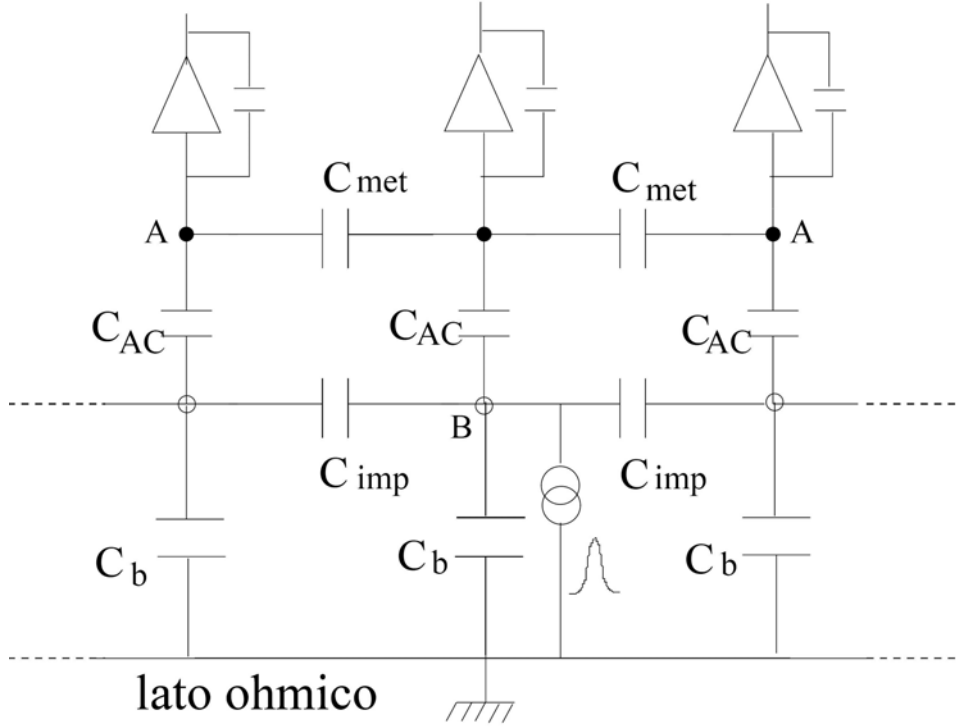 C met C met
A A
C AC C AC C AC
B
C imp C imp
C b C b C b
lato ohmico